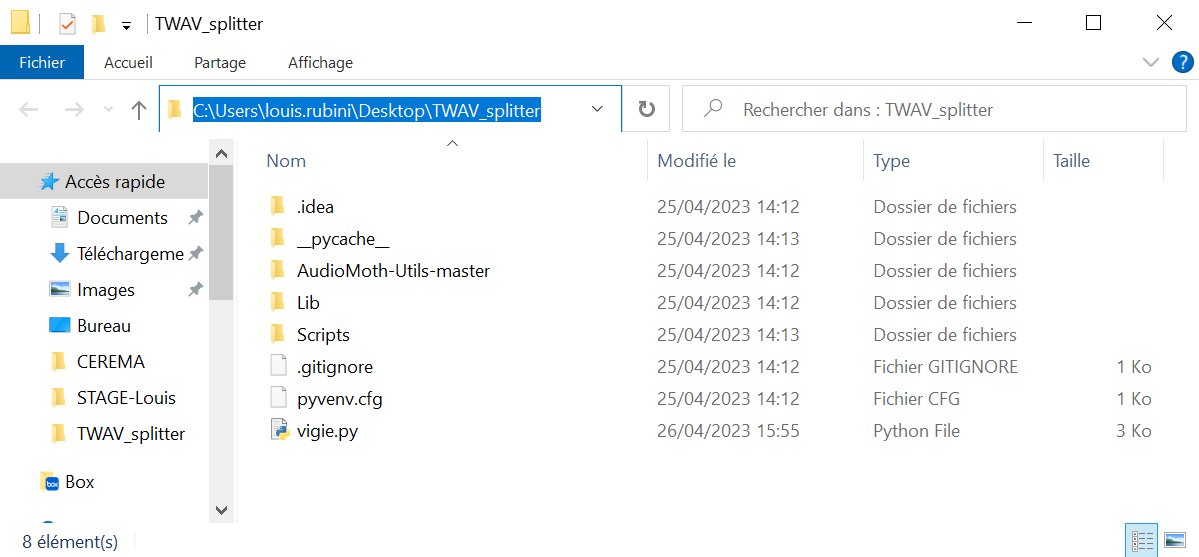 TWAV_splitter
Fichier Accueil Partage Affichage ?
C:\Users\louis.rubini\Desktop\TWAV_splitter Rechercher dans : TWAV_splitter
Nom Modifié le Type Taille
Accès rapide
Documents
Téléchargeme
Images
Bureau
CEREMA
STAGE-Louis
TWAV_splitter
box Box
.idea 25/04/2023 14:12 Dossier de fichiers
__pycache__ 25/04/2023 14:13 Dossier de fichiers
AudioMoth-Utils-master 25/04/2023 14:12 Dossier de fichiers
Lib 25/04/2023 14:12 Dossier de fichiers
Scripts 25/04/2023 14:13 Dossier de fichiers
.gitignore 25/04/2023 14:12 Fichier GITIGNORE 1 Ko
pyvenv.cfg 25/04/2023 14:12 Fichier CFG 1 Ko
vigie.py 26/04/2023 15:55 Python File 3 Ko
8 élément(s)